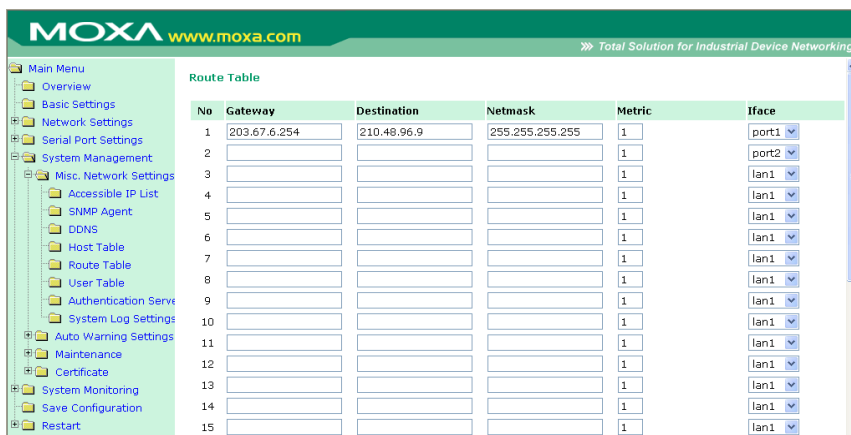 MOXA www.moxa.com
Total Solution for Industrial Device Networking
Main Menu
Overview
Basic Settings
Network Settings
Serial Port Settings
System Management
Misc. Network Settings
Accessible IP List
SNMP Agent
DDNS
Host Table
Route Table
User Table
Authentication Serve
System Log Settings
Auto Warning Settings
Maintenance
Certificate
System Monitoring
Save Configuration
Restart
Route Table
No Gateway Destination Netmask Metric Iface
1 203.67.6.254 210.48.96.9 255.255.255.255 1 port1
2 1 port2
3 1 lan1
4 1 lan1
5 1 lan1
6 1 lan1
7 1 lan1
8 1 lan1
9 1 lan1
10 1 lan1
11 1 lan1
12 1 lan1
13 1 lan1
14 1 lan1
15 1 lan1